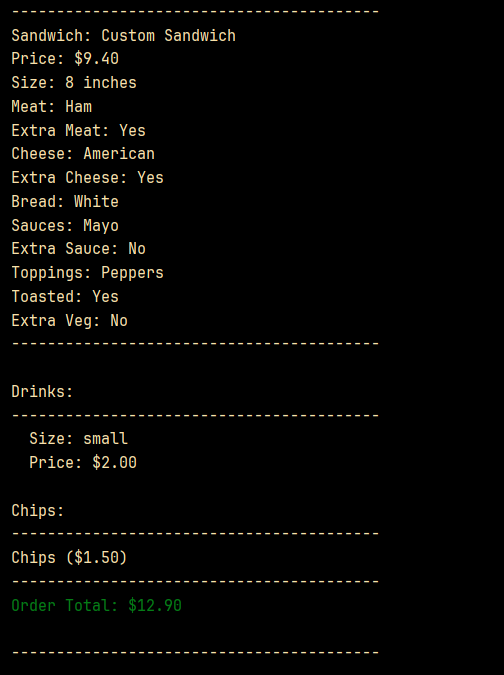 -----------------------------------------
Sandwich: Custom Sandwich
Price: $9.40
Size: 8 inches
Meat: Ham
Extra Meat: Yes
Cheese: American
Extra Cheese: Yes
Bread: White
Sauces: Mayo
Extra Sauce: No
Toppings: Peppers
Toasted: Yes
Extra Veg: No
-----------------------------------------
Drinks:
-----------------------------------------
  Size: small
  Price: $2.00
Chips:
-----------------------------------------
Chips ($1.50)
-----------------------------------------
Order Total: $12.90
-----------------------------------------